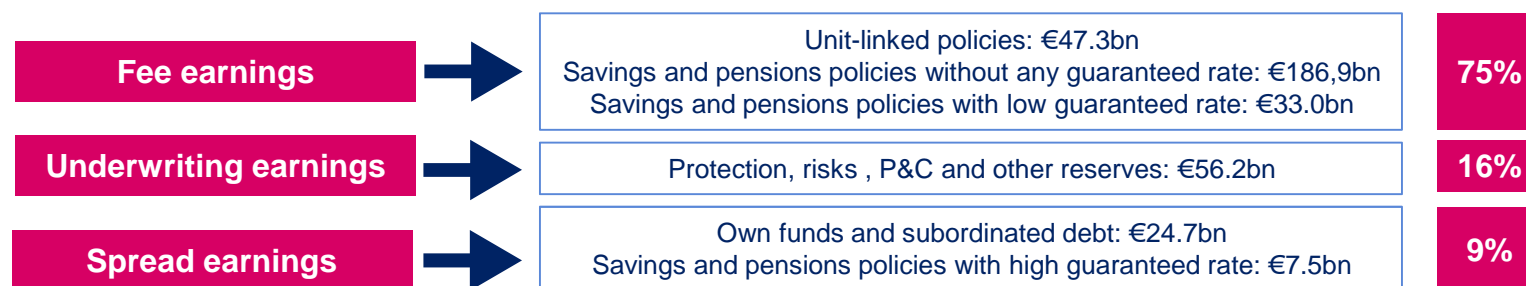 Fee earnings
Unit-linked policies: €47.3bn
Savings and pensions policies without any guaranteed rate: €186,9bn
Savings and pensions policies with low guaranteed rate: €33.0bn
75%
Underwriting earnings
Protection, risks , P&C and other reserves: €56.2bn
16%
Spread earnings
Own funds and subordinated debt: €24.7bn
Savings and pensions policies with high guaranteed rate: €7.5bn
9%